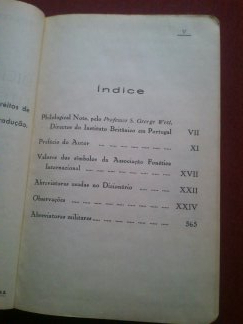 V
Índice
Philological Note, pelo Professor S. George West,
Director do Instituto Britânico em Portugal VII
Prefácio do Autor XI
Valores dos símbolos da Associação Fonética
Internacional XVII
Abreviaturas usadas no Dicionário XXII
Observações XXIV
Abreviaturas militares 565
reitos de
dução.